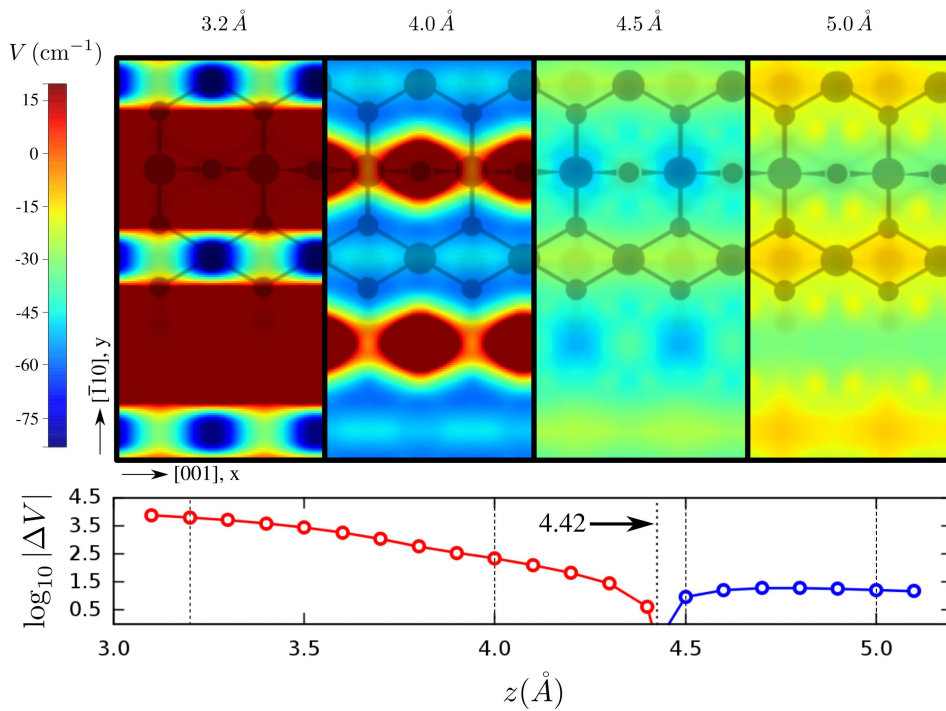 3.2 Å 4.0 Å 4.5 Å 5.0 Å
V (cm⁻¹)
15
0
-15
-30
-45
-60
-75
[1̄10], y
[001], x
log₁₀ |ΔV|
4.5
3.5
2.5
1.5
0.5
4.42
3.0 3.5 4.0 4.5 5.0
z(Å)